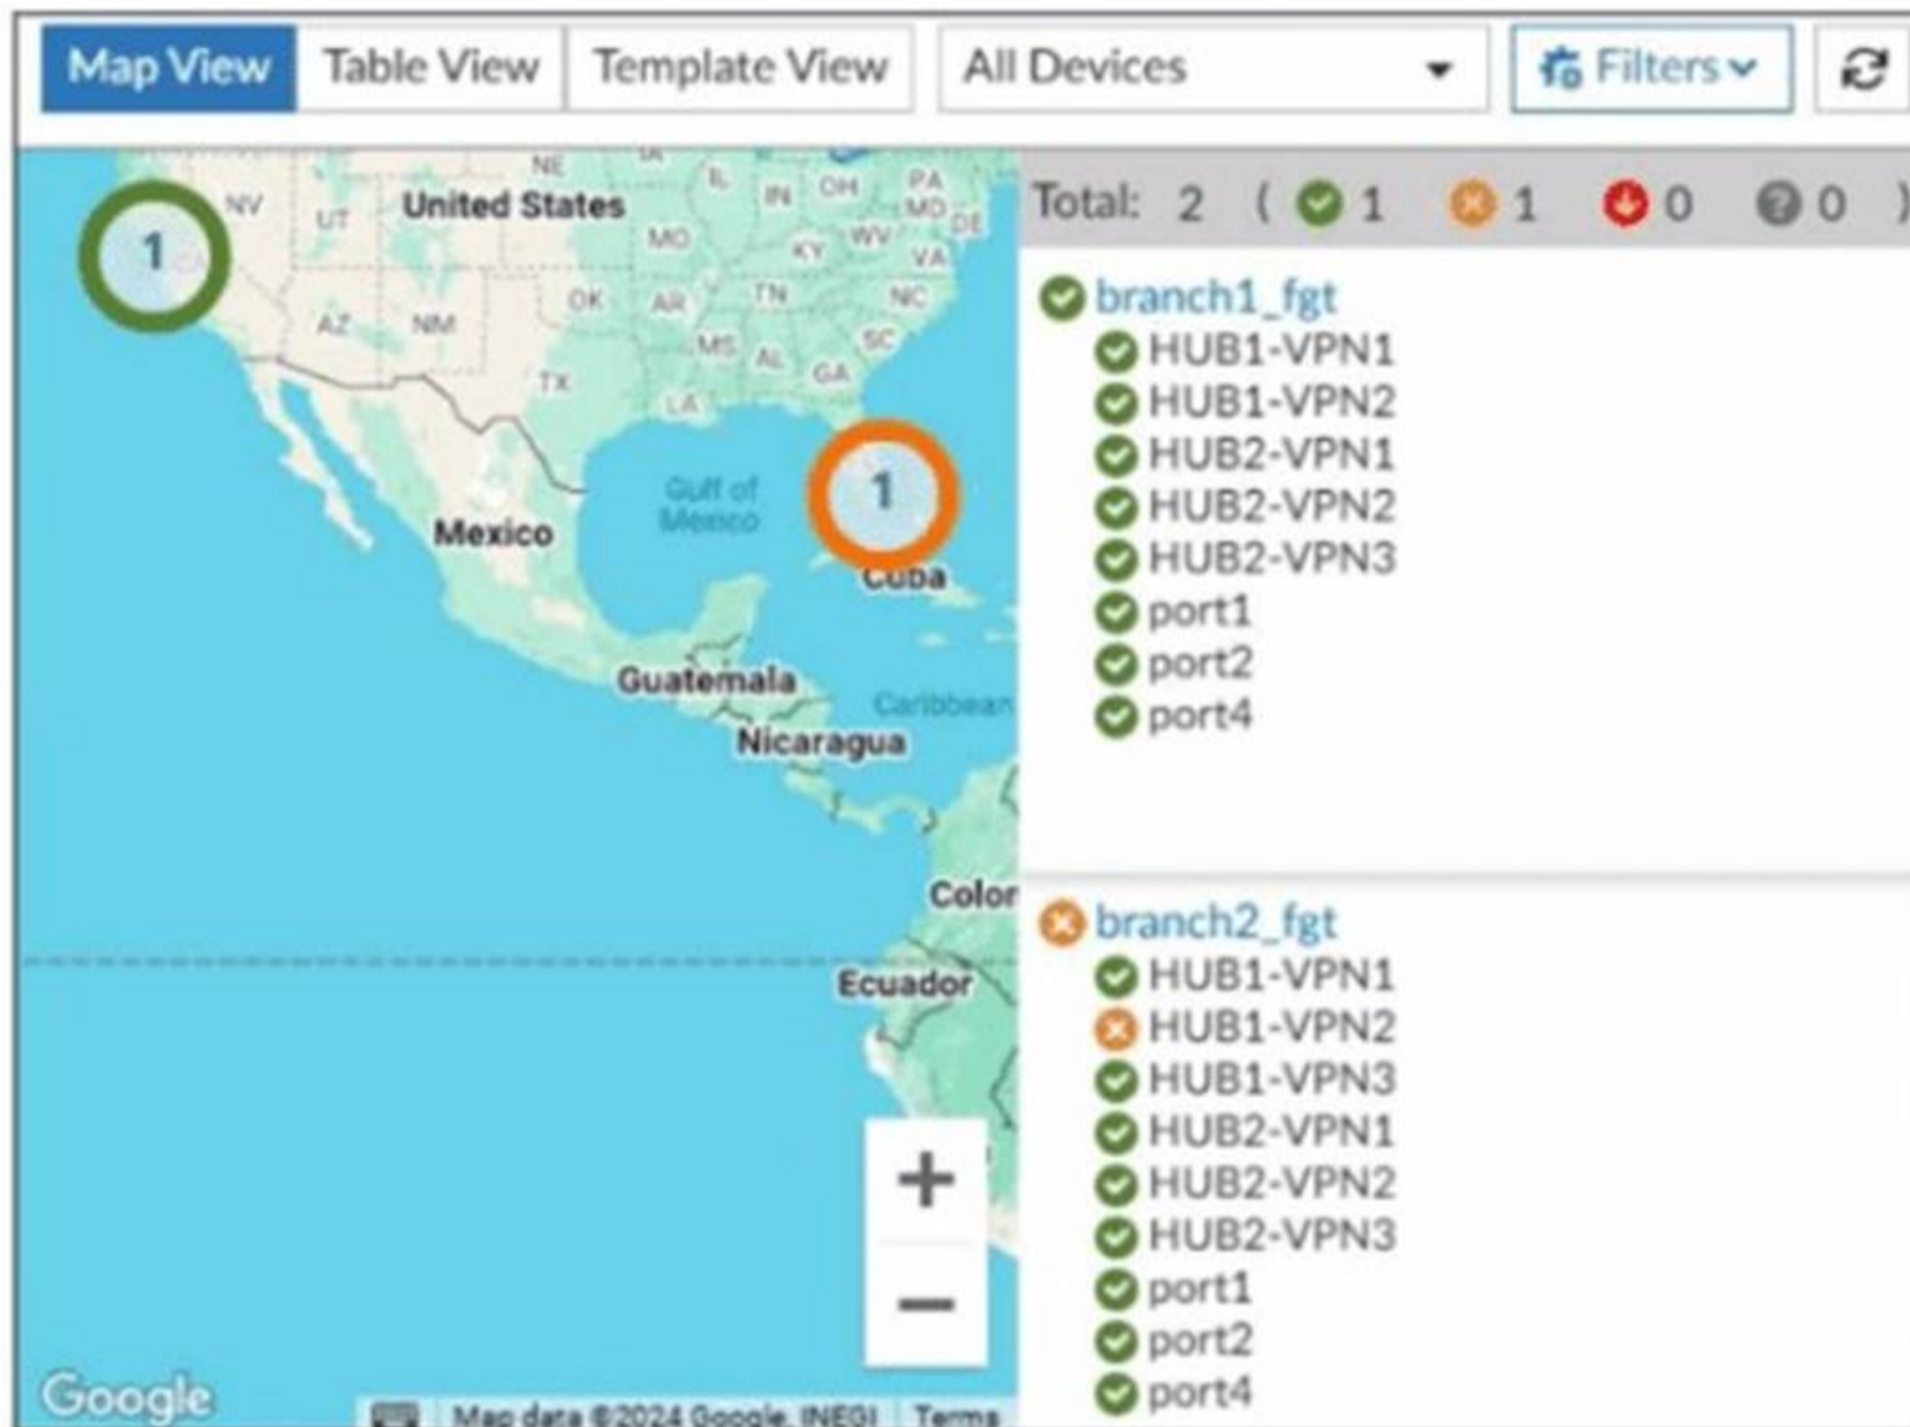 Map View Table View Template View All Devices Filters
Total: 2 ( 1 1 0 0 )
branch1_fgt
HUB1-VPN1
HUB1-VPN2
HUB2-VPN1
HUB2-VPN2
HUB2-VPN3
port1
port2
port4
branch2_fgt
HUB1-VPN1
HUB1-VPN2
HUB1-VPN3
HUB2-VPN1
HUB2-VPN2
HUB2-VPN3
port1
port2
port4
1
NV
UT
United States
NE
IA
IL
IN
OH
PA
MD
DE
MO
KY
WV
VA
AZ
NM
OK
AR
TN
NC
MS
AL
GA
SC
TX
LA
1
Gulf of
Mexico
Mexico
Cuba
Guatemala
Caribbean
Nicaragua
Color
Ecuador
+
−
Google
Map data ©2024 Google, INEGI Terms